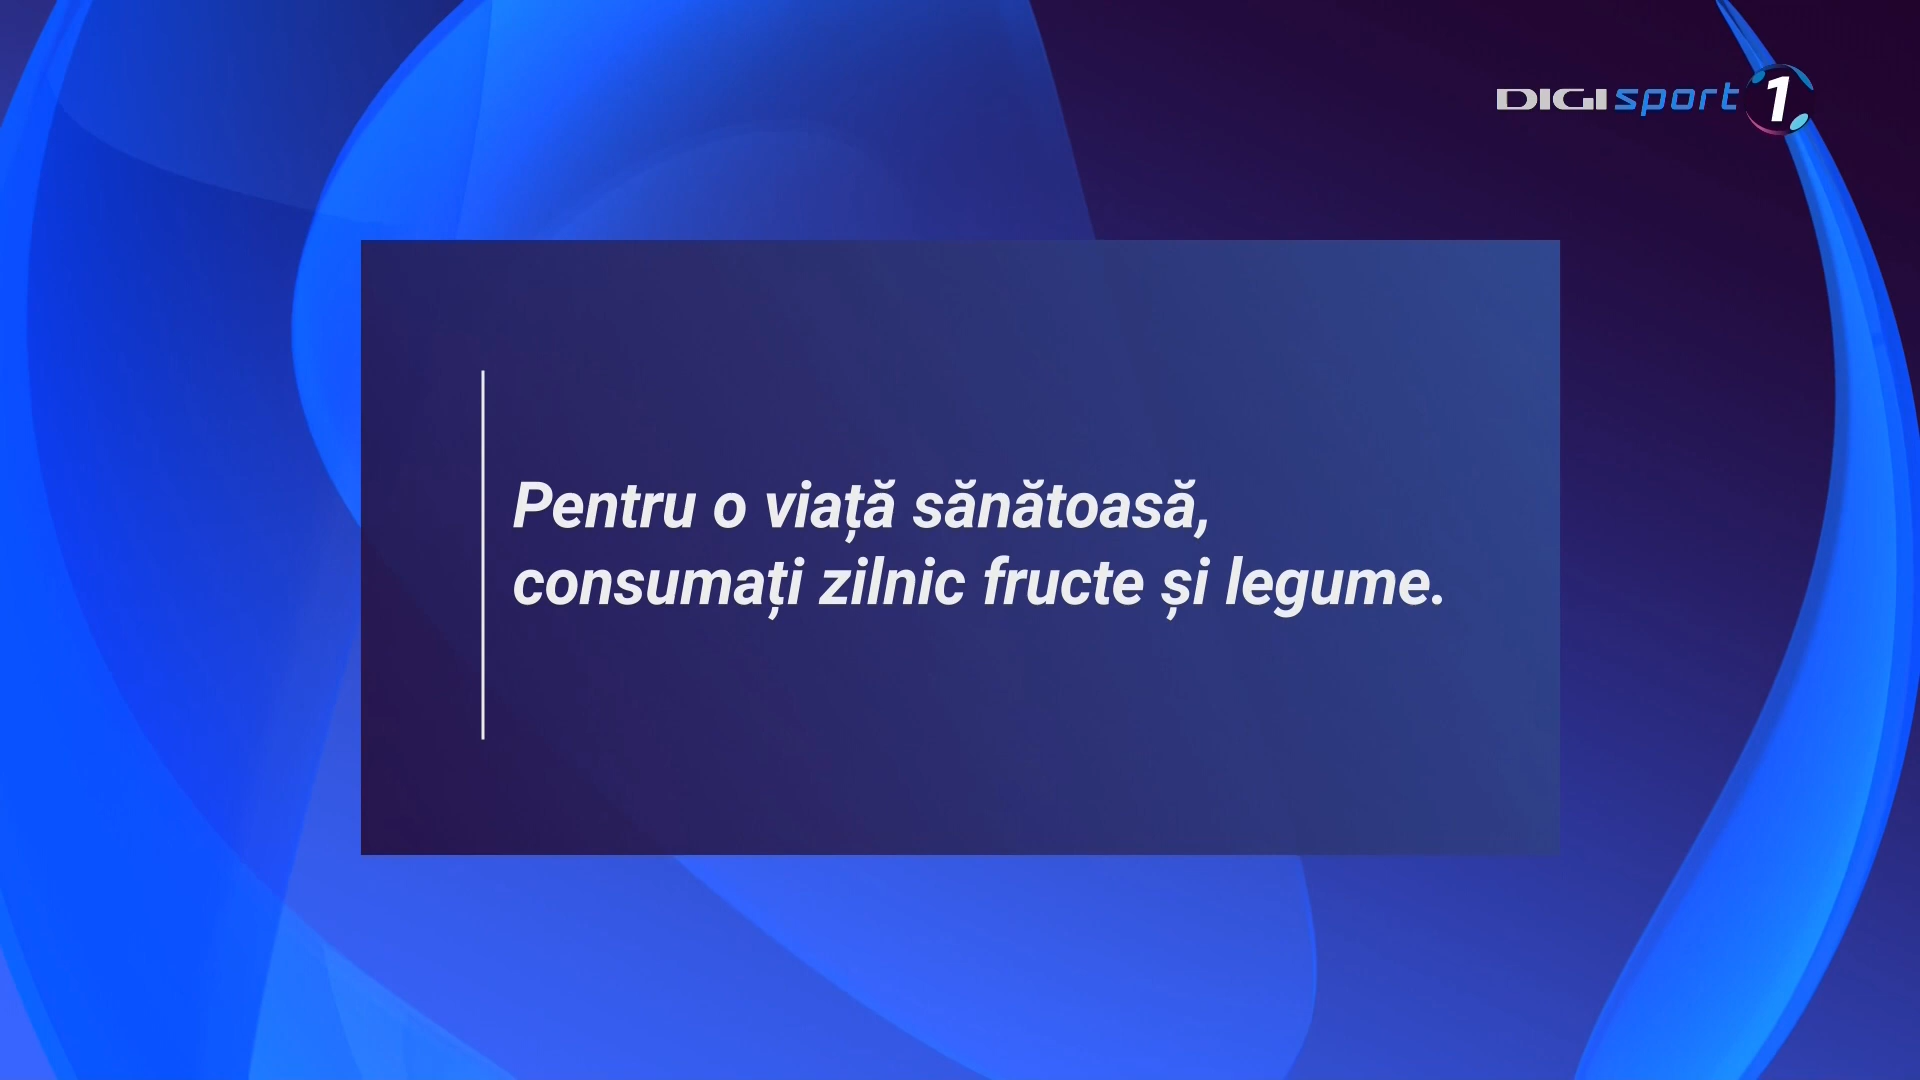 DIGI sport 1
Pentru o viață sănătoasă,
consumați zilnic fructe și legume.